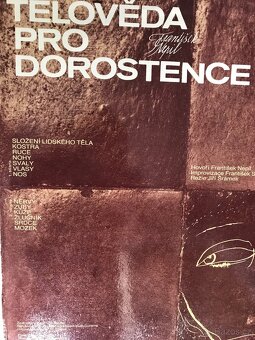 TĚLOVĚDA
PRO
DOROSTENCE
František
Nepil
SLOŽENÍ LIDSKÉHO TĚLA
KOSTRA
RUCE
NOHY
SVALY
VLASY
NOS
Hovoří František Nepil
Improvizace František S
Režie Jiří Šrámek
NERVY
ZUBY
KŮŽE
ŽLUČNÍK
SRDCE
MOZEK